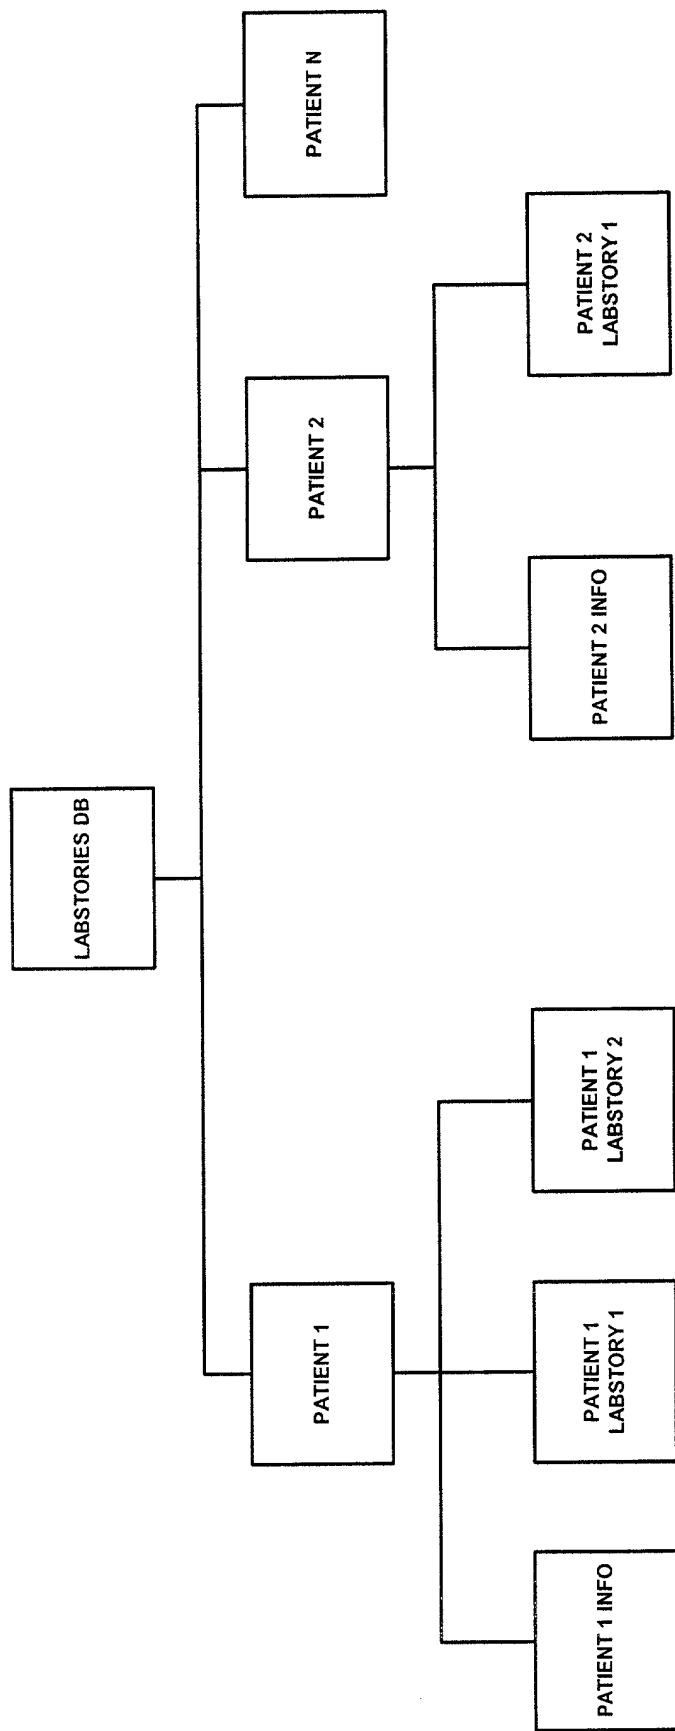 LABSTORIES DB
PATIENT 1
PATIENT 2
PATIENT N
PATIENT 1 INFO
PATIENT 1
LABSTORY 1
PATIENT 1
LABSTORY 2
PATIENT 2 INFO
PATIENT 2
LABSTORY 1